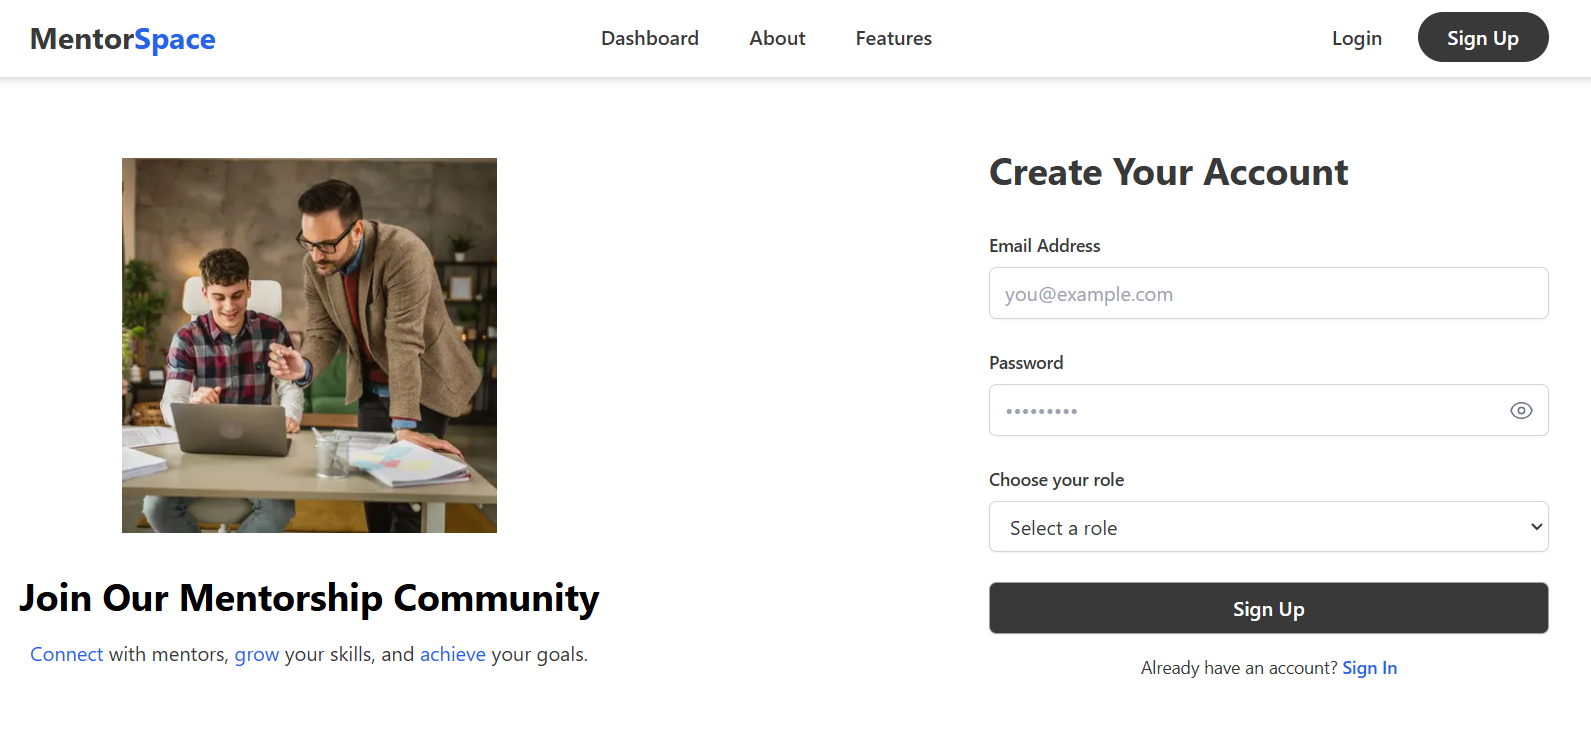 MentorSpace
Dashboard
About
Features
Login
Sign Up
Join Our Mentorship Community
Connect with mentors, grow your skills, and achieve your goals.
Create Your Account
Email Address
you@example.com
Password
•••••••••
Choose your role
Select a role
Sign Up
Already have an account? Sign In